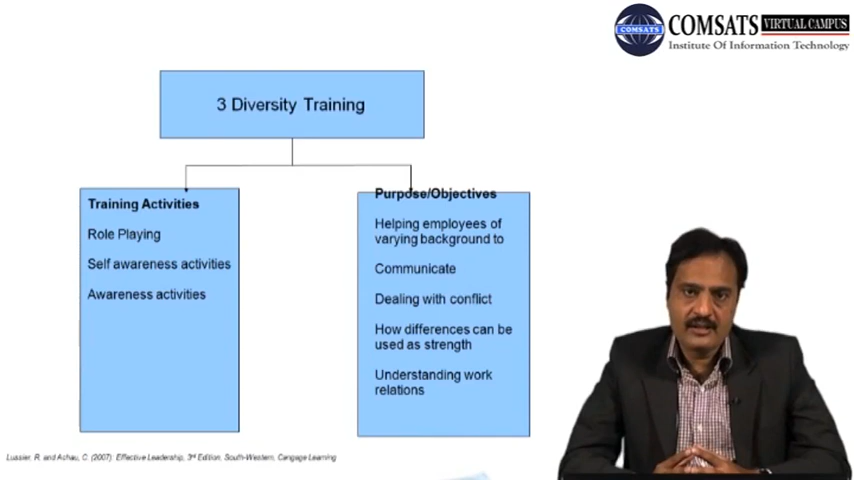 COMSATS VIRTUAL CAMPUS
COMSATS
Institute Of Information Technology
3 Diversity Training
Training Activities
Role Playing
Self awareness activities
Awareness activities
Purpose/Objectives
Helping employees of
varying background to
Communicate
Dealing with conflict
How differences can be
used as strength
Understanding work
relations
Lussier, R. and Achau, C. (2007): Effective Leadership, 3rd Edition, South-Western, Cengage Learning